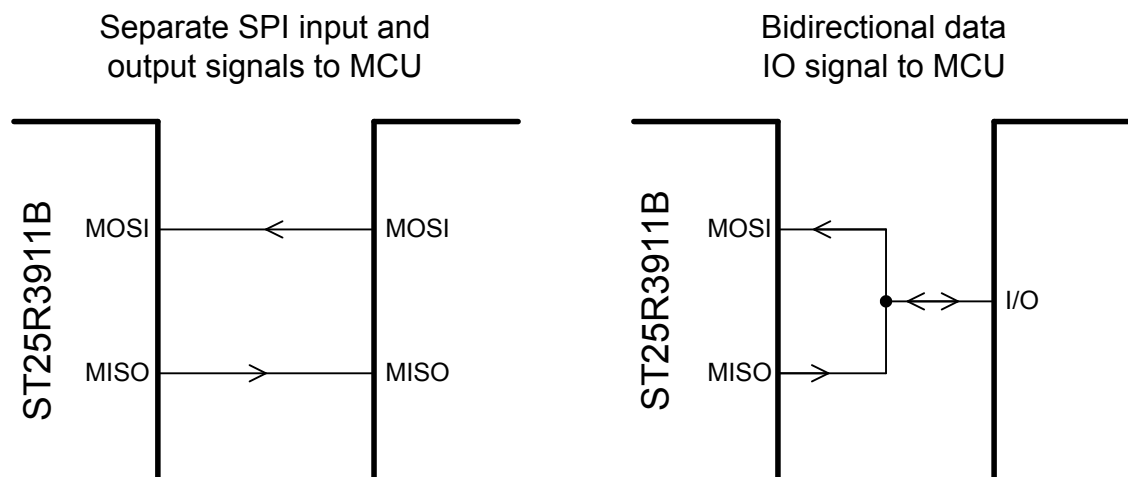 Separate SPI input and
output signals to MCU
ST25R3911B
MOSI
MOSI
MISO
MISO
Bidirectional data
IO signal to MCU
ST25R3911B
MOSI
I/O
MISO